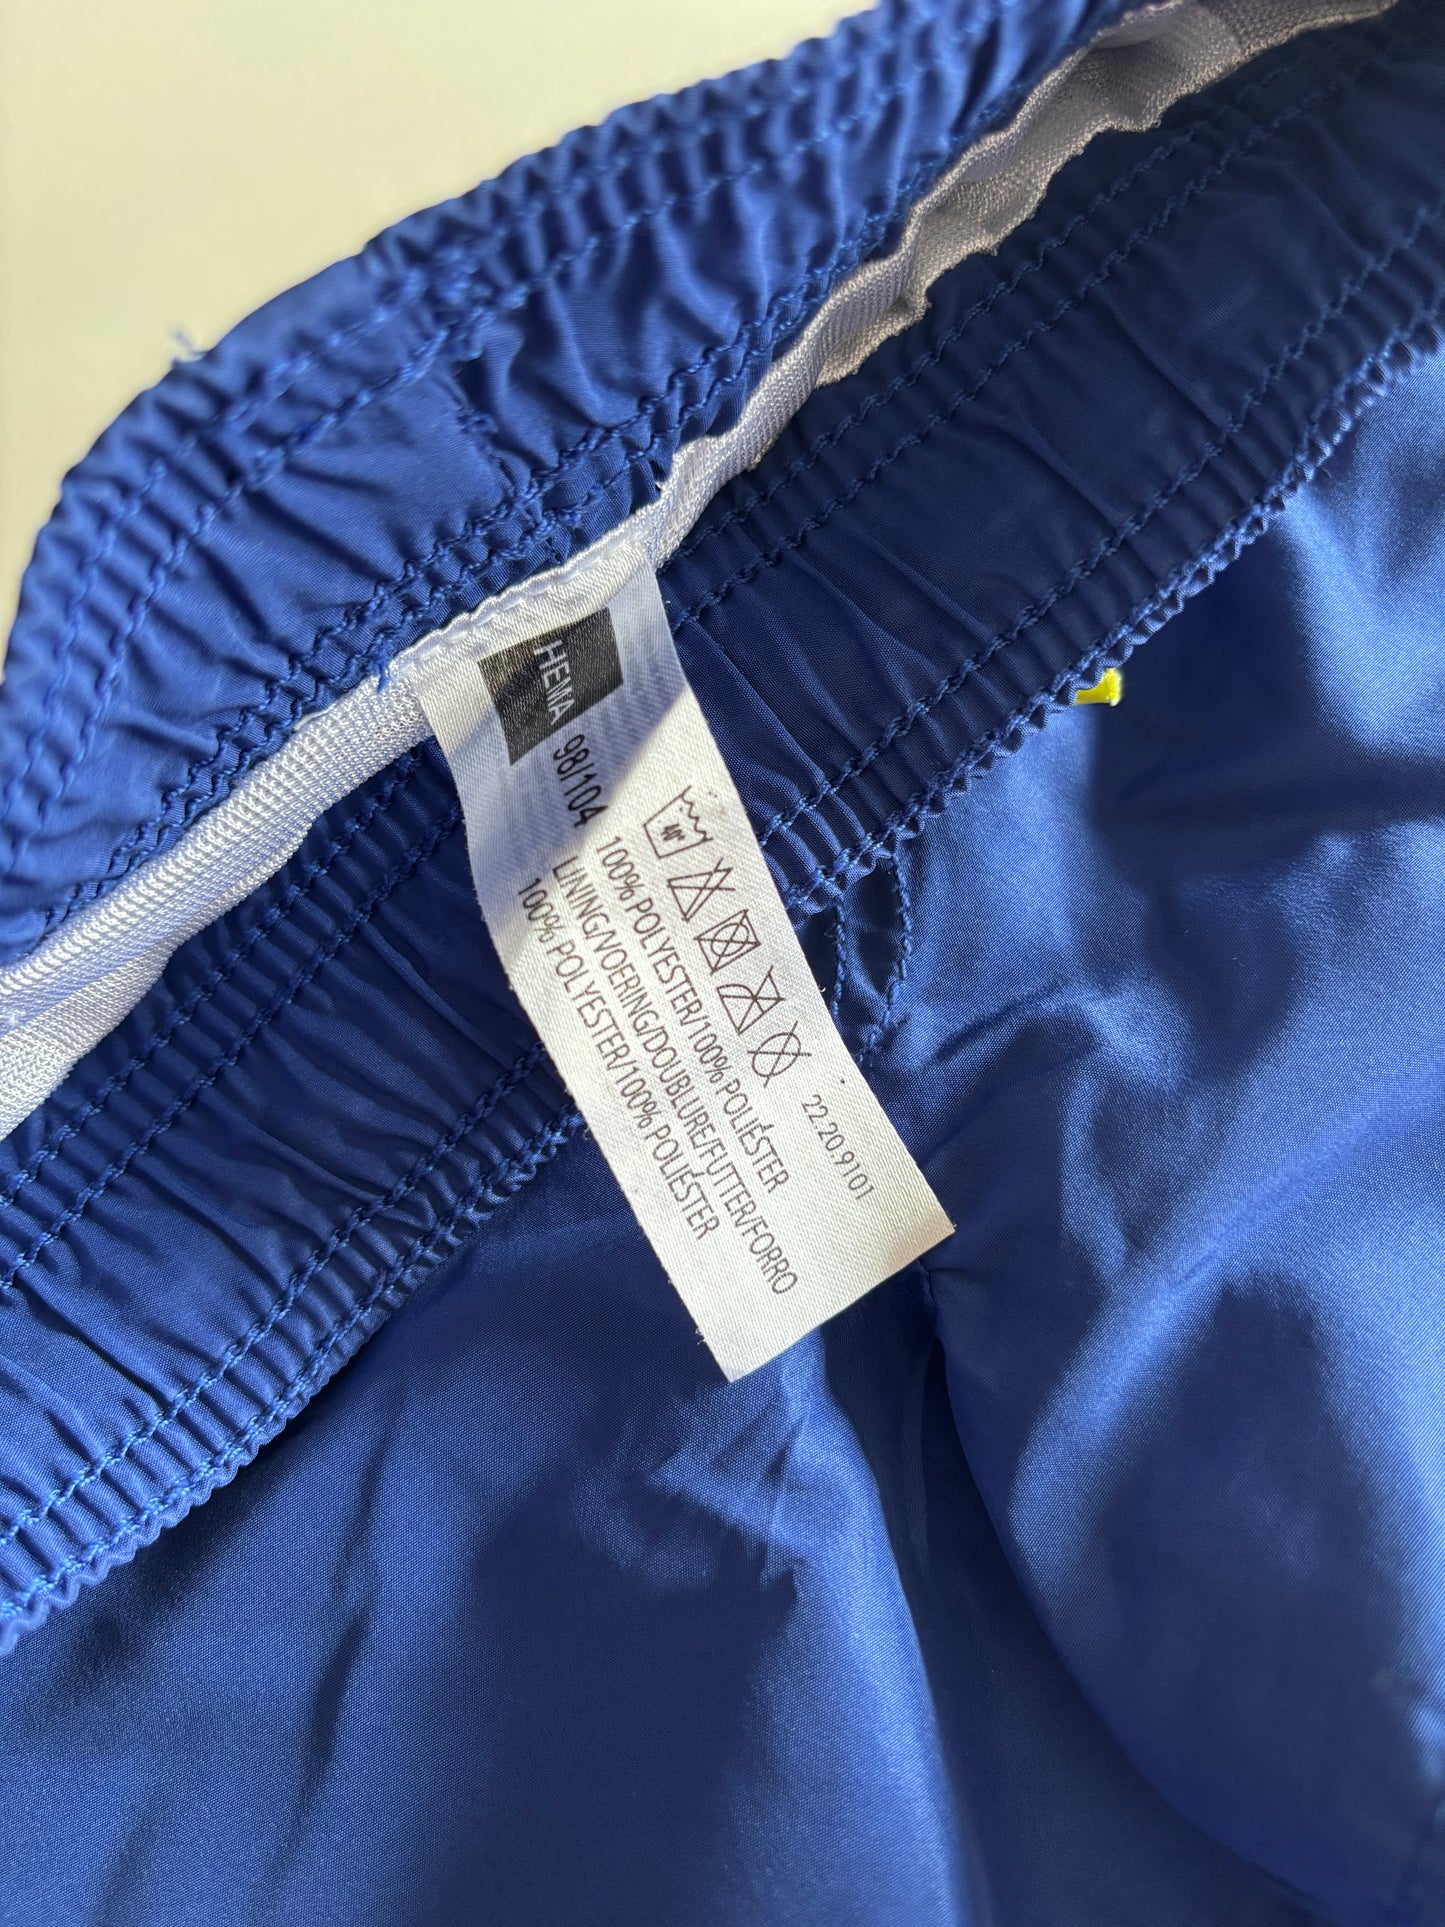 HEMA
98/104
40°
100% POLYESTER/100% POLIÉSTER
LINING/VOERING/DOUBLURE/FUTTER/FORRO
100% POLYESTER/100% POLIÉSTER
22.20.9101